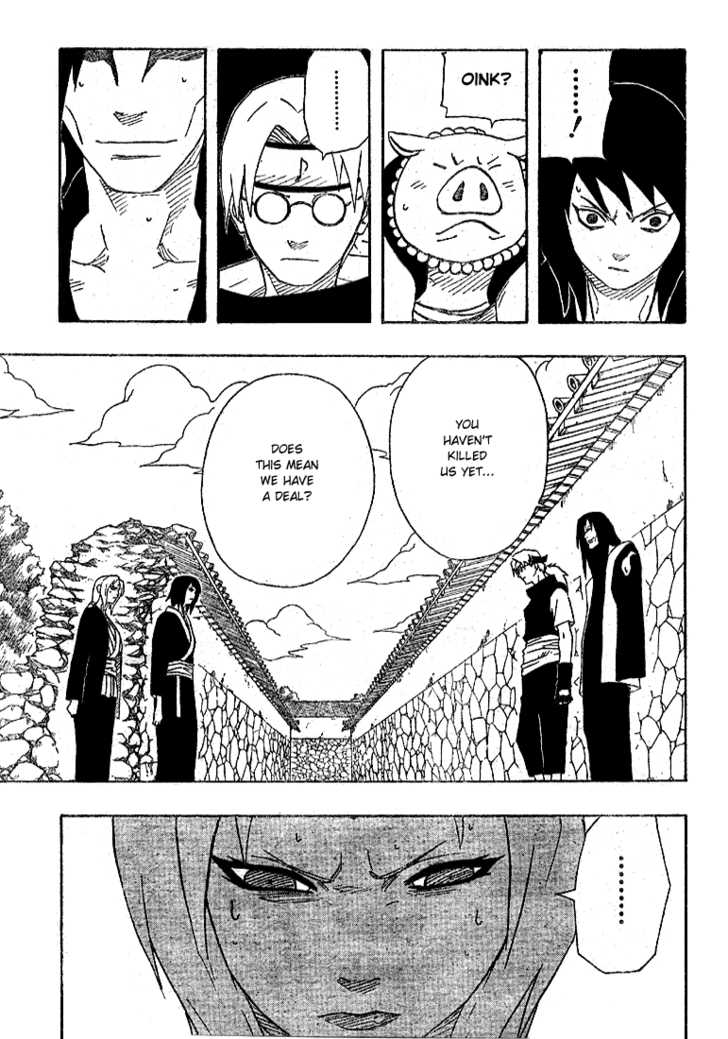 ........!
OINK?
........
YOU
HAVEN'T
KILLED
US YET...
DOES
THIS MEAN
WE HAVE
A DEAL?
........